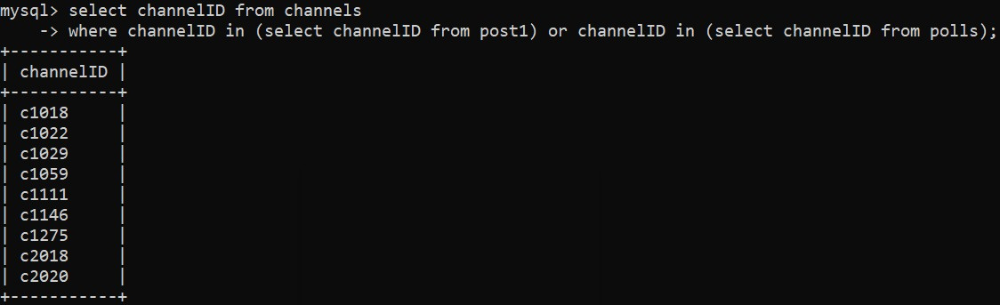 mysql> select channelID from channels
    -> where channelID in (select channelID from post1) or channelID in (select channelID from polls);
+-----------+
| channelID |
+-----------+
| c1018     |
| c1022     |
| c1029     |
| c1059     |
| c1111     |
| c1146     |
| c1275     |
| c2018     |
| c2020     |
+-----------+